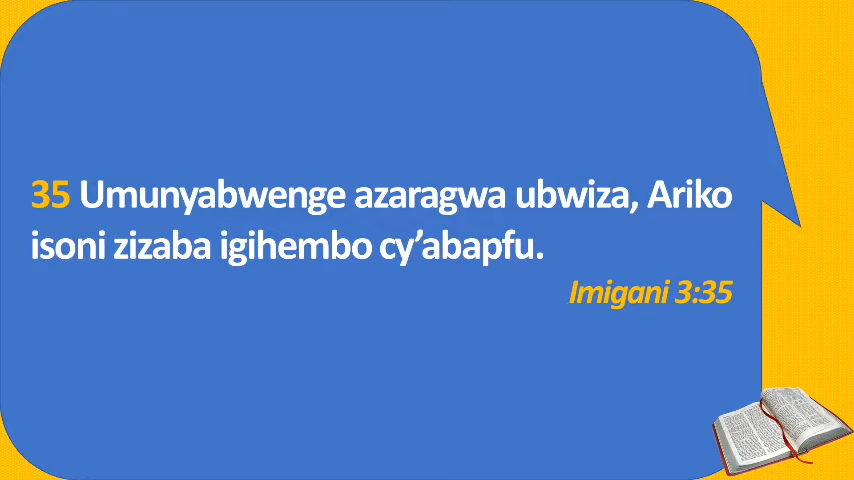 35 Umunyabwenge azaragwa ubwiza, Ariko
isoni zizaba igihembo cy’abapfu.
Imigani 3:35